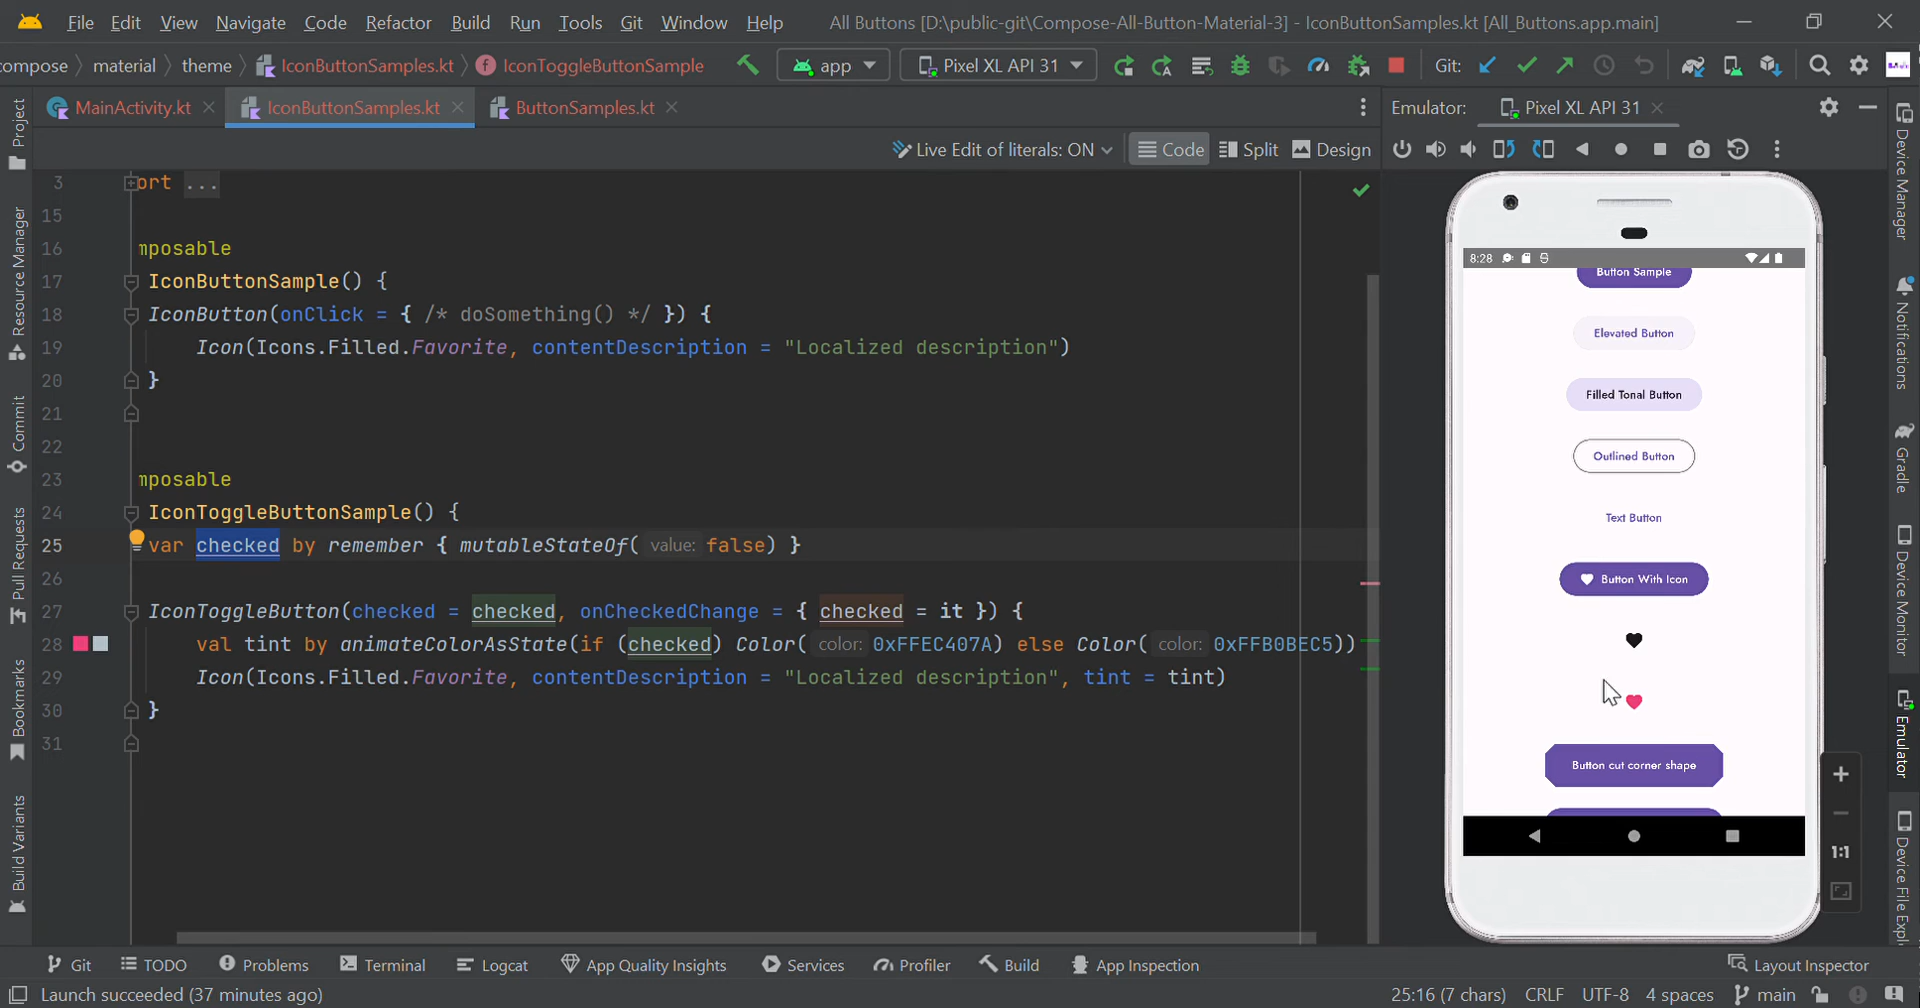 File Edit View Navigate Code Refactor Build Run Tools Git Window Help All Buttons [D:\public-git\Compose-All-Button-Material-3] - IconButtonSamples.kt [All_Buttons.app.main]
compose material theme IconButtonSamples.kt IconToggleButtonSample app Pixel XL API 31 Git:
MainActivity.kt IconButtonSamples.kt ButtonSamples.kt Emulator: Pixel XL API 31
Live Edit of literals: ON Code Split Design
3 ort ...
15
16 mposable
17 IconButtonSample() {
18 IconButton(onClick = { /* doSomething() */ }) {
19 Icon(Icons.Filled.Favorite, contentDescription = "Localized description")
20 }
21
22
23 mposable
24 IconToggleButtonSample() {
25 var checked by remember { mutableStateOf( value: false) }
26
27 IconToggleButton(checked = checked, onCheckedChange = { checked = it }) {
28 val tint by animateColorAsState(if (checked) Color( color: 0xFFEC407A) else Color( color: 0xFFB0BEC5))
29 Icon(Icons.Filled.Favorite, contentDescription = "Localized description", tint = tint)
30 }
31
Project
Resource Manager
Commit
Pull Requests
Bookmarks
Build Variants
8:28
Button Sample
Elevated Button
Filled Tonal Button
Outlined Button
Text Button
Button With Icon
Button cut corner shape
1:1
Device Manager
Notifications
Gradle
Device Monitor
Emulator
Device File Expl
Git TODO Problems Terminal Logcat App Quality Insights Services Profiler Build App Inspection Layout Inspector
Launch succeeded (37 minutes ago) 25:16 (7 chars) CRLF UTF-8 4 spaces main